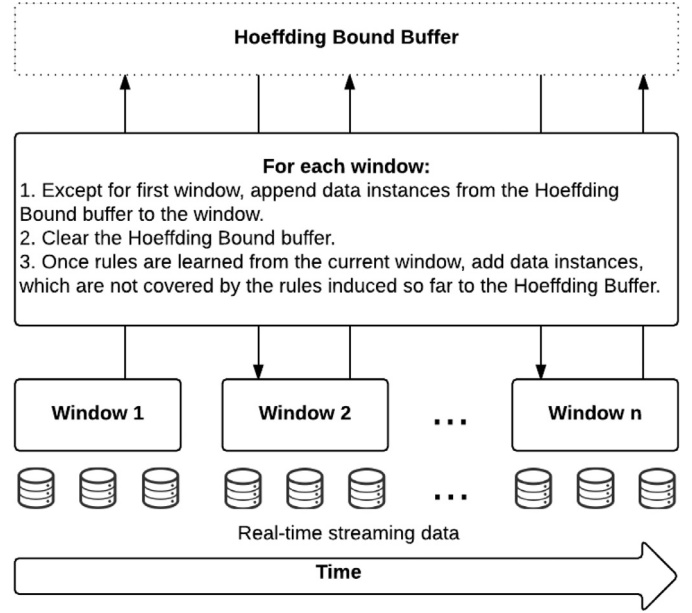 Hoeffding Bound Buffer
For each window:
1. Except for first window, append data instances from the Hoeffding
Bound buffer to the window.
2. Clear the Hoeffding Bound buffer.
3. Once rules are learned from the current window, add data instances,
which are not covered by the rules induced so far to the Hoeffding Buffer.
Window 1
Window 2
...
Window n
...
Real-time streaming data
Time